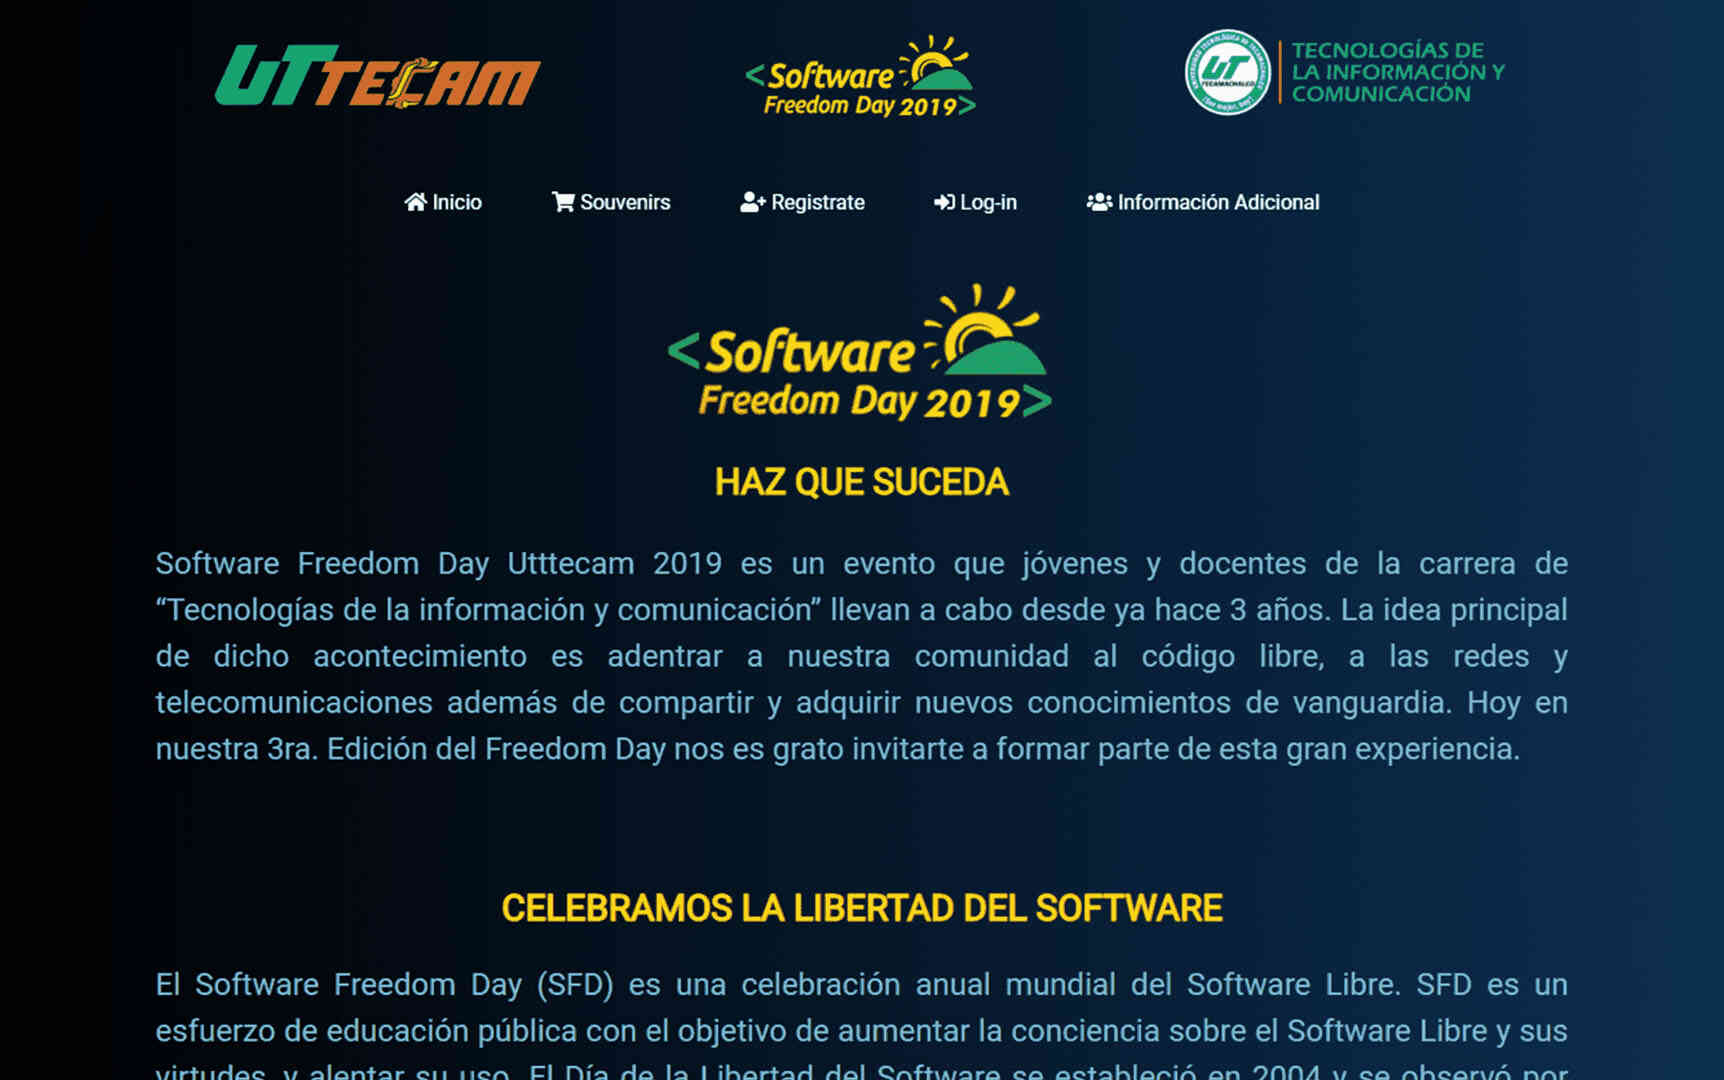 UTTECAM
<Software
Freedom Day 2019>
UNIVERSIDAD TECNOLÓGICA DE TECAMACHALCO
UT
TECAMACHALCO
¡Ser mejor, hoy!
TECNOLOGÍAS DE
LA INFORMACIÓN Y
COMUNICACIÓN
Inicio Souvenirs Registrate Log-in Información Adicional
<Software
Freedom Day 2019>
HAZ QUE SUCEDA
Software Freedom Day Utttecam 2019 es un evento que jóvenes y docentes de la carrera de
“Tecnologías de la información y comunicación” llevan a cabo desde ya hace 3 años. La idea principal
de dicho acontecimiento es adentrar a nuestra comunidad al código libre, a las redes y
telecomunicaciones además de compartir y adquirir nuevos conocimientos de vanguardia. Hoy en
nuestra 3ra. Edición del Freedom Day nos es grato invitarte a formar parte de esta gran experiencia.
CELEBRAMOS LA LIBERTAD DEL SOFTWARE
El Software Freedom Day (SFD) es una celebración anual mundial del Software Libre. SFD es un
esfuerzo de educación pública con el objetivo de aumentar la conciencia sobre el Software Libre y sus
virtudes, y alentar su uso. El Día de la Libertad del Software se estableció en 2004 y se observó por